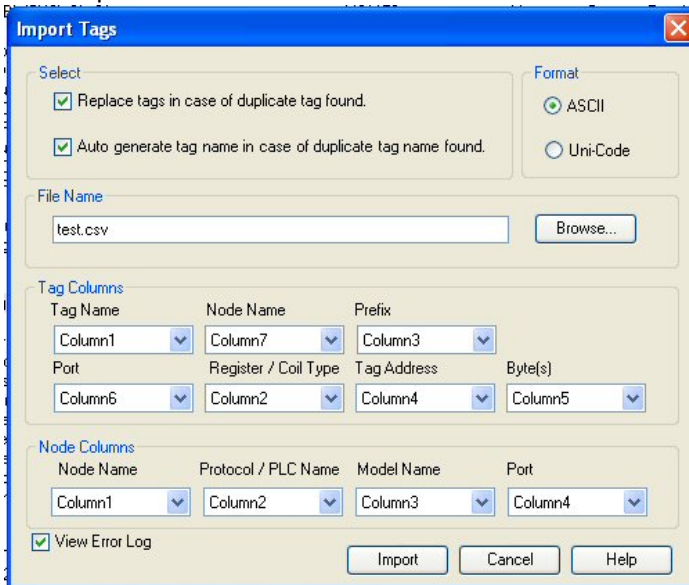 Import Tags
Select
Replace tags in case of duplicate tag found.
Auto generate tag name in case of duplicate tag name found.
Format
ASCII
Uni-Code
File Name
test.csv
Browse...
Tag Columns
Tag Name Node Name Prefix
Column1 Column7 Column3
Port Register / Coil Type Tag Address Byte(s)
Column6 Column2 Column4 Column5
Node Columns
Node Name Protocol / PLC Name Model Name Port
Column1 Column2 Column3 Column4
View Error Log
Import Cancel Help